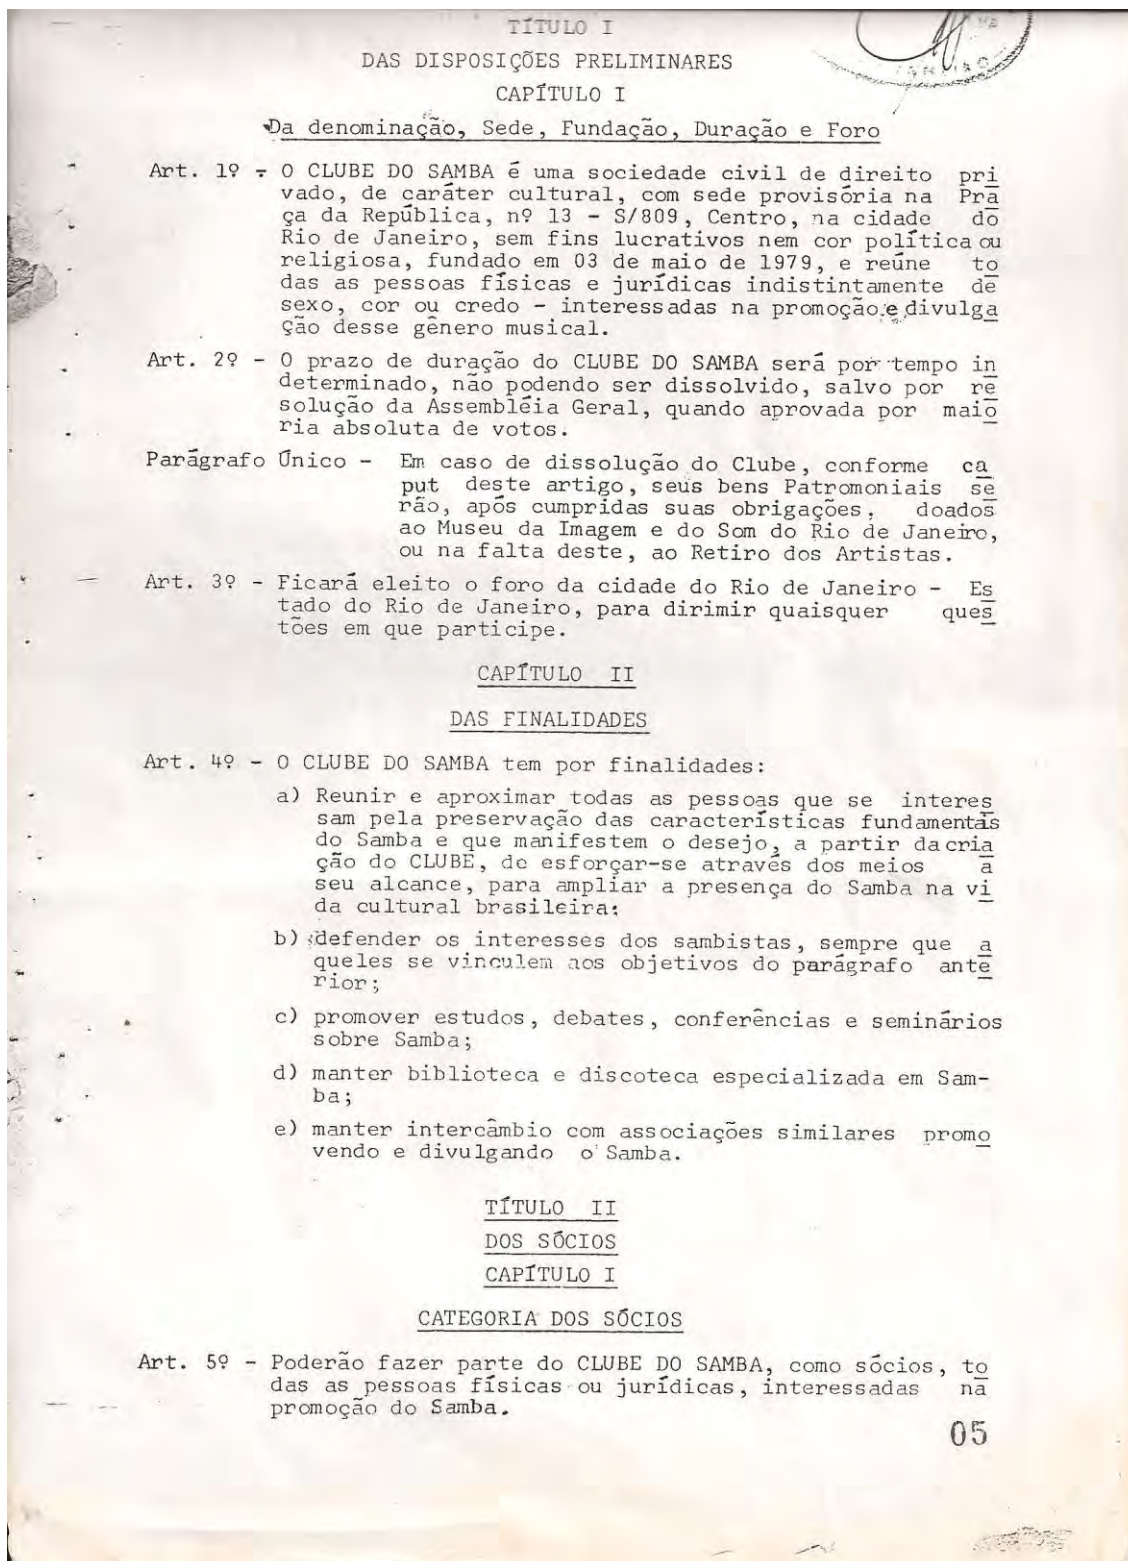 TÍTULO I
DAS DISPOSIÇÕES PRELIMINARES
CAPÍTULO I
Da denominação, Sede, Fundação, Duração e Foro
Art. 1º - O CLUBE DO SAMBA é uma sociedade civil de direito pri
vado, de caráter cultural, com sede provisória na Pra
ça da República, nº 13 - S/809, Centro, na cidade do
Rio de Janeiro, sem fins lucrativos nem cor política ou
religiosa, fundado em 03 de maio de 1979, e reúne to
das as pessoas físicas e jurídicas indistintamente de
sexo, cor ou credo - interessadas na promoção e divulga
ção desse gênero musical.
Art. 2º - O prazo de duração do CLUBE DO SAMBA será por tempo in
determinado, não podendo ser dissolvido, salvo por re
solução da Assembléia Geral, quando aprovada por maio
ria absoluta de votos.
Parágrafo Único - Em caso de dissolução do Clube, conforme ca
put deste artigo, seus bens Patromoniais se
rão, após cumpridas suas obrigações, doados
ao Museu da Imagem e do Som do Rio de Janeiro,
ou na falta deste, ao Retiro dos Artistas.
Art. 3º - Ficará eleito o foro da cidade do Rio de Janeiro - Es
tado do Rio de Janeiro, para dirimir quaisquer ques
tões em que participe.
CAPÍTULO II
DAS FINALIDADES
Art. 4º - O CLUBE DO SAMBA tem por finalidades:
a) Reunir e aproximar todas as pessoas que se interes
sam pela preservação das características fundamentais
do Samba e que manifestem o desejo, a partir da cria
ção do CLUBE, de esforçar-se através dos meios a
seu alcance, para ampliar a presença do Samba na vi
da cultural brasileira;
b) defender os interesses dos sambistas, sempre que a
queles se vinculem aos objetivos do parágrafo ante
rior;
c) promover estudos, debates, conferências e seminários
sobre Samba;
d) manter biblioteca e discoteca especializada em Sam-
ba;
e) manter intercâmbio com associações similares promo
vendo e divulgando o Samba.
TÍTULO II
DOS SÓCIOS
CAPÍTULO I
CATEGORIA DOS SÓCIOS
Art. 5º - Poderão fazer parte do CLUBE DO SAMBA, como sócios, to
das as pessoas físicas ou jurídicas, interessadas na
promoção do Samba.
05